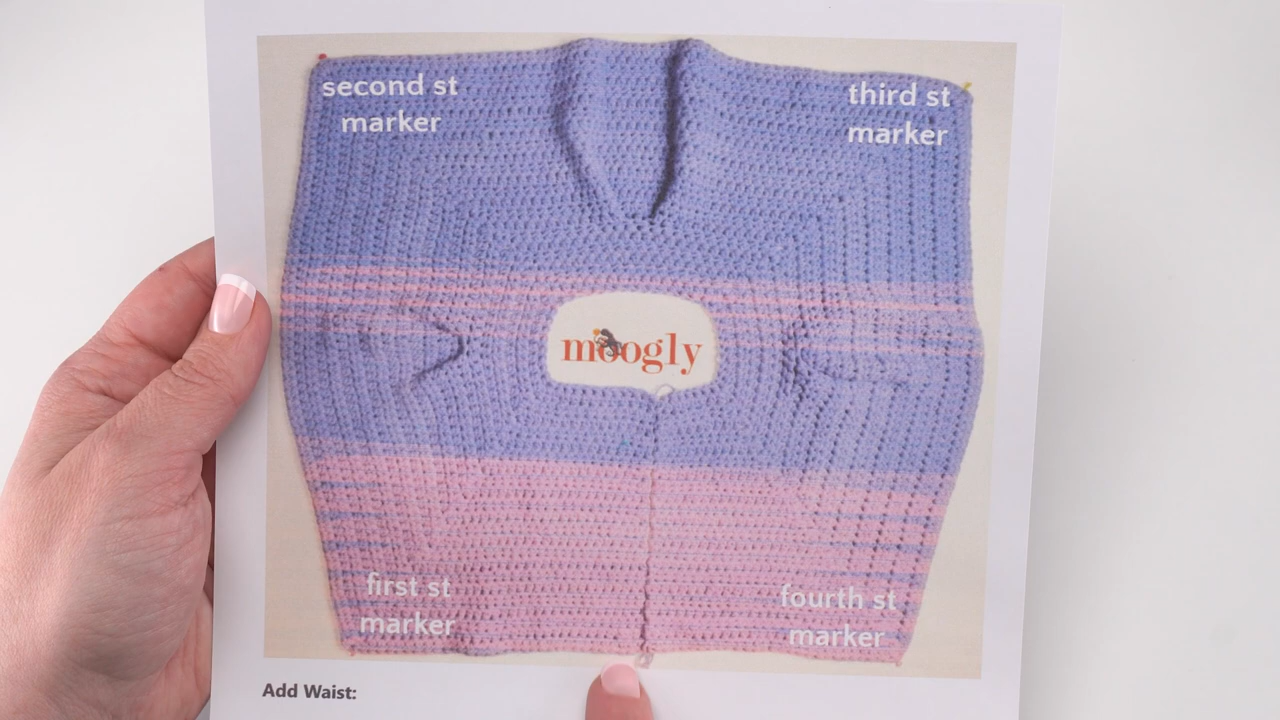 second st
marker
third st
marker
moogly
first st
marker
fourth st
marker
Add Waist: